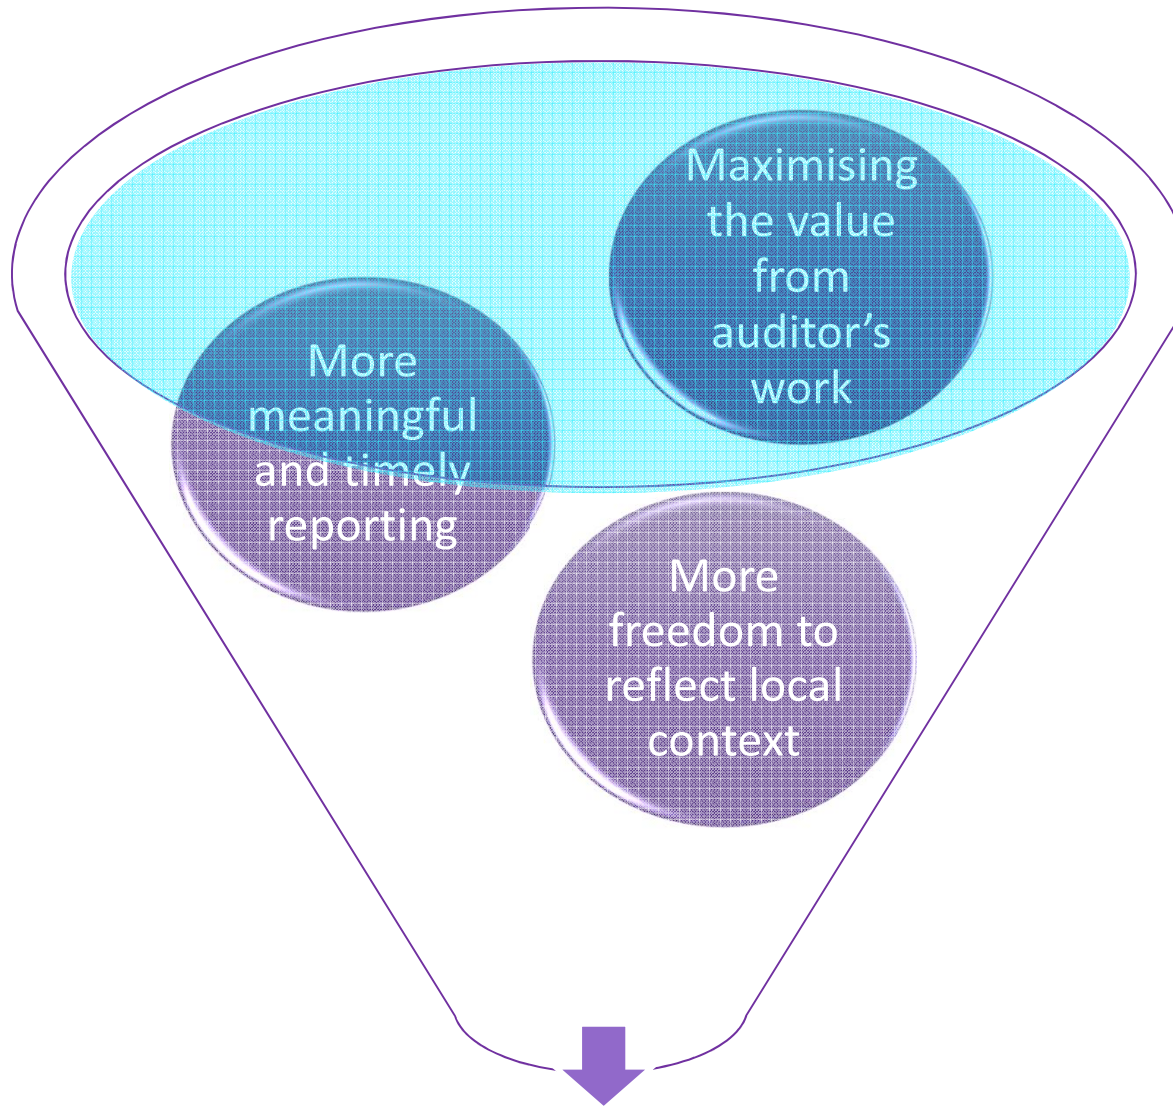 Maximising
the value
from
auditor’s
work
More
meaningful
and timely
reporting
More
freedom to
reflect local
context